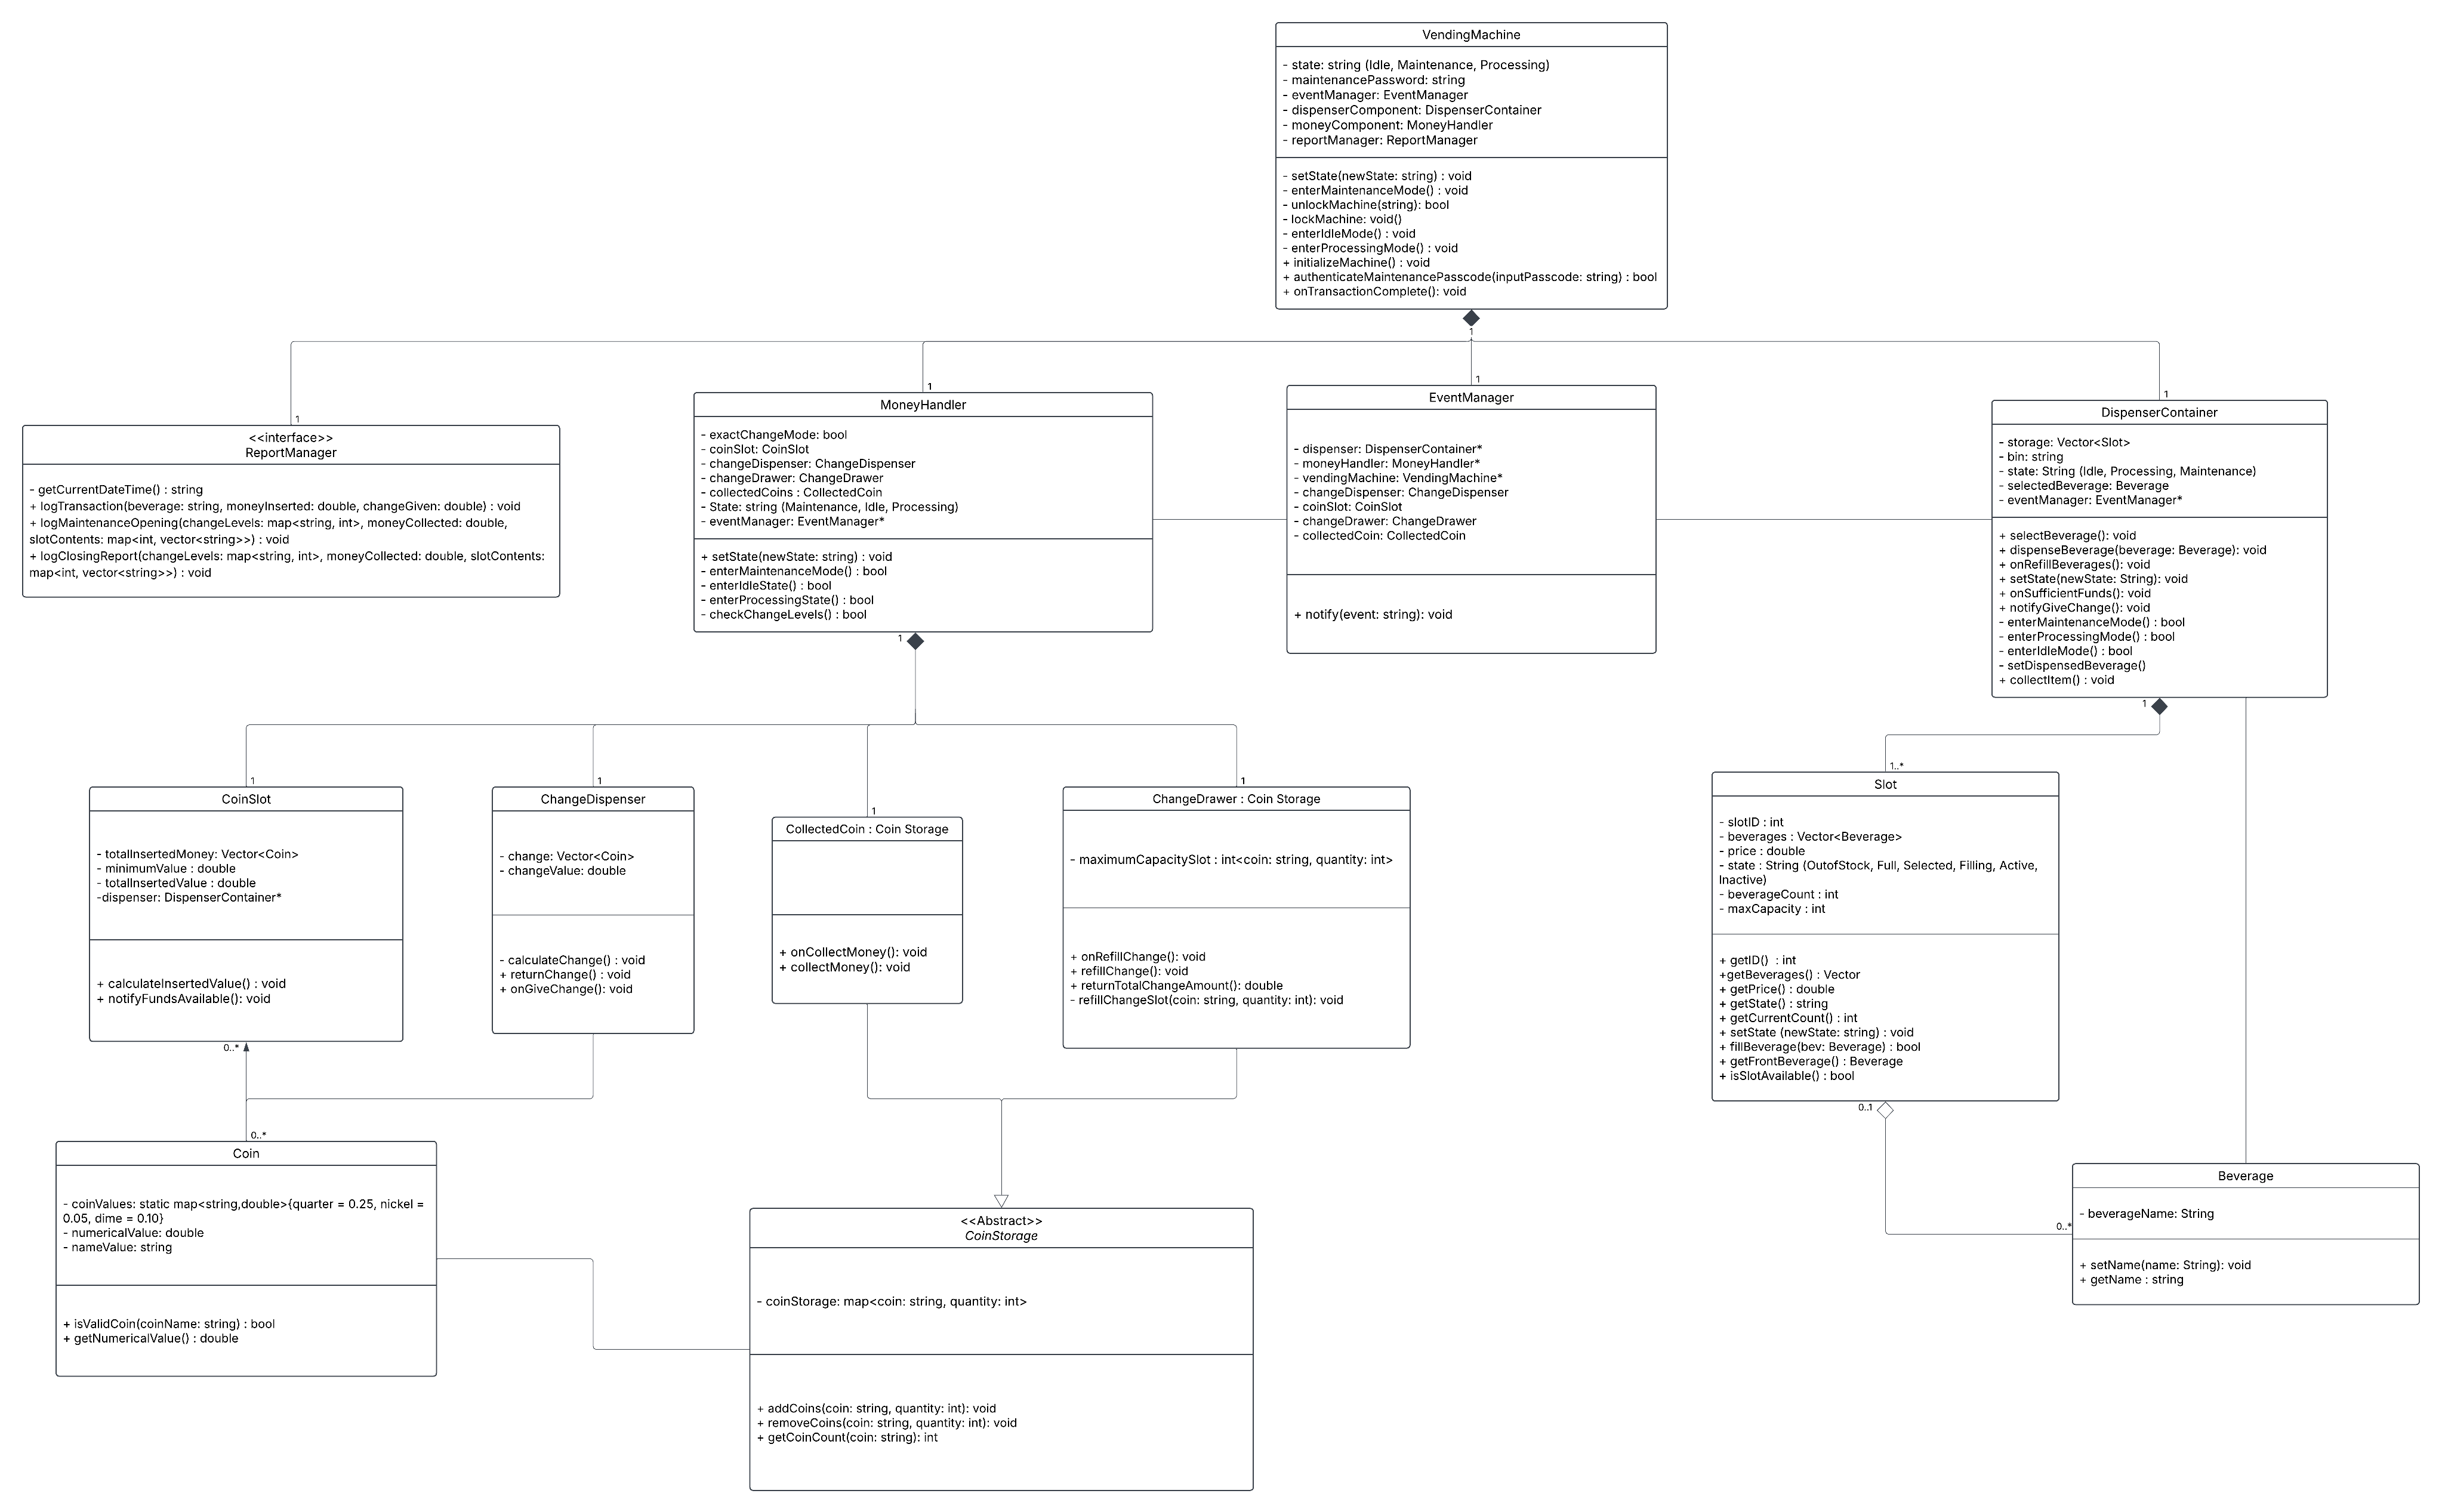 VendingMachine
- state: string (Idle, Maintenance, Processing)
- maintenancePassword: string
- eventManager: EventManager
- dispenserComponent: DispenserContainer
- moneyComponent: MoneyHandler
- reportManager: ReportManager
- setState(newState: string) : void
- enterMaintenanceMode() : void
- unlockMachine(string): bool
- lockMachine: void()
- enterIdleMode() : void
- enterProcessingMode() : void
+ initializeMachine() : void
+ authenticateMaintenancePasscode(inputPasscode: string) : bool
+ onTransactionComplete(): void
1
1
<<interface>>
ReportManager
- getCurrentDateTime() : string
+ logTransaction(beverage: string, moneyInserted: double, changeGiven: double) : void
+ logMaintenanceOpening(changeLevels: map<string, int>, moneyCollected: double,
slotContents: map<int, vector<string>>) : void
+ logClosingReport(changeLevels: map<string, int>, moneyCollected: double, slotContents:
map<int, vector<string>>) : void
1
MoneyHandler
- exactChangeMode: bool
- coinSlot: CoinSlot
- changeDispenser: ChangeDispenser
- changeDrawer: ChangeDrawer
- collectedCoins : CollectedCoin
- State: string (Maintenance, Idle, Processing)
- eventManager: EventManager*
+ setState(newState: string) : void
- enterMaintenanceMode() : bool
- enterIdleState() : bool
- enterProcessingState() : bool
- checkChangeLevels() : bool
1
1
EventManager
- dispenser: DispenserContainer*
- moneyHandler: MoneyHandler*
- vendingMachine: VendingMachine*
- changeDispenser: ChangeDispenser
- coinSlot: CoinSlot
- changeDrawer: ChangeDrawer
- collectedCoin: CollectedCoin
+ notify(event: string): void
1
DispenserContainer
- storage: Vector<Slot>
- bin: string
- state: String (Idle, Processing, Maintenance)
- selectedBeverage: Beverage
- eventManager: EventManager*
+ selectBeverage(): void
+ dispenseBeverage(beverage: Beverage): void
+ onRefillBeverages(): void
+ setState(newState: String): void
+ onSufficientFunds(): void
+ notifyGiveChange(): void
- enterMaintenanceMode() : bool
- enterProcessingMode() : bool
- enterIdleMode() : bool
- setDispensedBeverage()
+ collectItem() : void
1
1
CoinSlot
- totalInsertedMoney: Vector<Coin>
- minimumValue : double
- totalInsertedValue : double
-dispenser: DispenserContainer*
+ calculateInsertedValue() : void
+ notifyFundsAvailable(): void
0..*
1
ChangeDispenser
- change: Vector<Coin>
- changeValue: double
- calculateChange() : void
+ returnChange() : void
+ onGiveChange(): void
1
CollectedCoin : Coin Storage
+ onCollectMoney(): void
+ collectMoney(): void
1
ChangeDrawer : Coin Storage
- maximumCapacitySlot : int<coin: string, quantity: int>
+ onRefillChange(): void
+ refillChange(): void
+ returnTotalChangeAmount(): double
- refillChangeSlot(coin: string, quantity: int): void
1..*
Slot
- slotID : int
- beverages : Vector<Beverage>
- price : double
- state : String (OutofStock, Full, Selected, Filling, Active,
Inactive)
- beverageCount : int
- maxCapacity : int
+ getID() : int
+getBeverages() : Vector
+ getPrice() : double
+ getState() : string
+ getCurrentCount() : int
+ setState (newState: string) : void
+ fillBeverage(bev: Beverage) : bool
+ getFrontBeverage() : Beverage
+ isSlotAvailable() : bool
0..1
0..*
Coin
- coinValues: static map<string,double>{quarter = 0.25, nickel =
0.05, dime = 0.10}
- numericalValue: double
- nameValue: string
+ isValidCoin(coinName: string) : bool
+ getNumericalValue() : double
<<Abstract>>
CoinStorage
- coinStorage: map<coin: string, quantity: int>
+ addCoins(coin: string, quantity: int): void
+ removeCoins(coin: string, quantity: int): void
+ getCoinCount(coin: string): int
0..*
Beverage
- beverageName: String
+ setName(name: String): void
+ getName : string